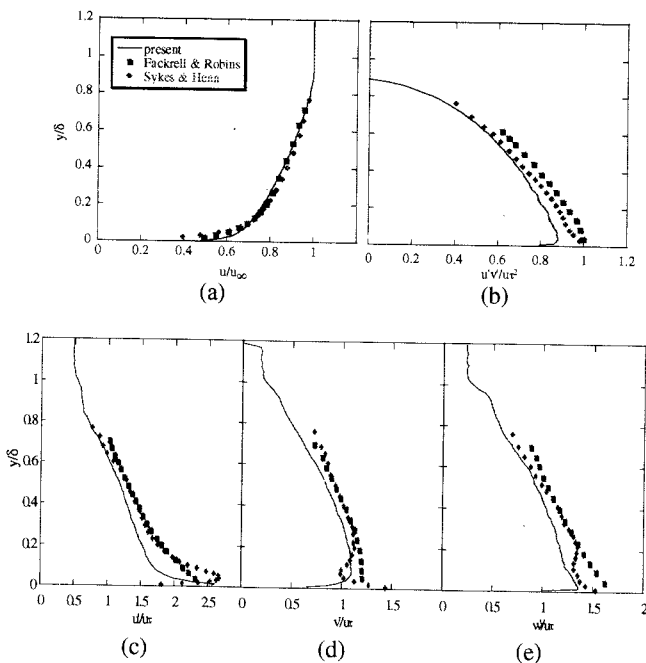 1.2
1
0.8
0.6
0.4
0.2
0
y/δ
present
Fackrell & Robins
Sykes & Henn
0 0.2 0.4 0.6 0.8 1
u/u∞
(a)
0 0.2 0.4 0.6 0.8 1 1.2
u'v'/uτ²
(b)
1.2
1
0.8
0.6
0.4
0.2
0
y/δ
0 0.5 1 1.5 2 2.5 0
u'/uτ
(c)
0.5 1 1.5 0
v'/uτ
(d)
0.5 1 1.5 2
w'/uτ
(e)